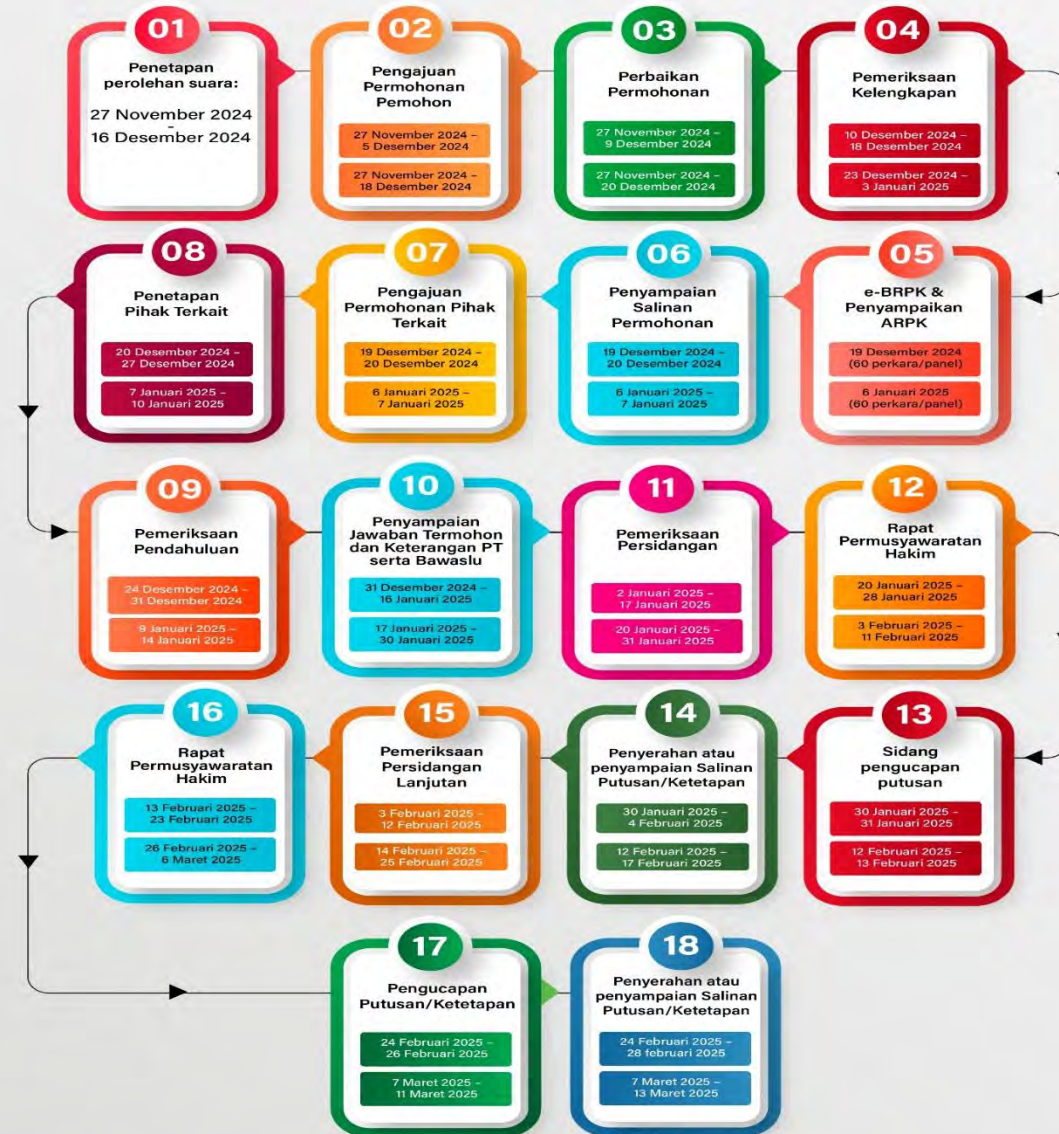 01
Penetapan
perolehan suara:
27 November 2024
-
16 Desember 2024
02
Pengajuan
Permohonan
Pemohon
27 November 2024 –
5 Desember 2024
27 November 2024 –
18 Desember 2024
03
Perbaikan
Permohonan
27 November 2024 –
9 Desember 2024
27 November 2024 –
20 Desember 2024
04
Pemeriksaan
Kelengkapan
10 Desember 2024 –
18 Desember 2024
23 Desember 2024 –
3 Januari 2025
05
e-BRPK &
Penyampaikan
ARPK
19 Desember 2024
(60 perkara/panel)
6 Januari 2025
(60 perkara/panel)
06
Penyampaian
Salinan
Permohonan
19 Desember 2024 –
20 Desember 2024
6 Januari 2025 –
7 Januari 2025
07
Pengajuan
Permohonan Pihak
Terkait
19 Desember 2024 –
20 Desember 2024
6 Januari 2025 –
7 Januari 2025
08
Penetapan
Pihak Terkait
20 Desember 2024 –
27 Desember 2024
7 Januari 2025 –
10 Januari 2025
09
Pemeriksaan
Pendahuluan
24 Desember 2024 –
31 Desember 2024
9 Januari 2025 –
14 Januari 2025
10
Penyampaian
Jawaban Termohon
dan Keterangan PT
serta Bawaslu
31 Desember 2024 –
16 Januari 2025
17 Januari 2025 –
30 Januari 2025
11
Pemeriksaan
Persidangan
2 Januari 2025 –
17 Januari 2025
20 Januari 2025 –
31 Januari 2025
12
Rapat
Permusyawaratan
Hakim
20 Januari 2025 –
28 Januari 2025
3 Februari 2025 –
11 Februari 2025
13
Sidang
pengucapan
putusan
30 Januari 2025 –
31 Januari 2025
12 Februari 2025 –
13 Februari 2025
14
Penyerahan atau
penyampaian Salinan
Putusan/Ketetapan
30 Januari 2025 –
4 Februari 2025
12 Februari 2025 –
17 Februari 2025
15
Pemeriksaan
Persidangan
Lanjutan
3 Februari 2025 –
12 Februari 2025
14 Februari 2025 –
25 Februari 2025
16
Rapat
Permusyawaratan
Hakim
13 Februari 2025 –
23 Februari 2025
26 Februari 2025 –
6 Maret 2025
17
Pengucapan
Putusan/Ketetapan
24 Februari 2025 –
26 Februari 2025
7 Maret 2025 –
11 Maret 2025
18
Penyerahan atau
penyampaian Salinan
Putusan/Ketetapan
24 Februari 2025 –
28 februari 2025
7 Maret 2025 –
13 Maret 2025